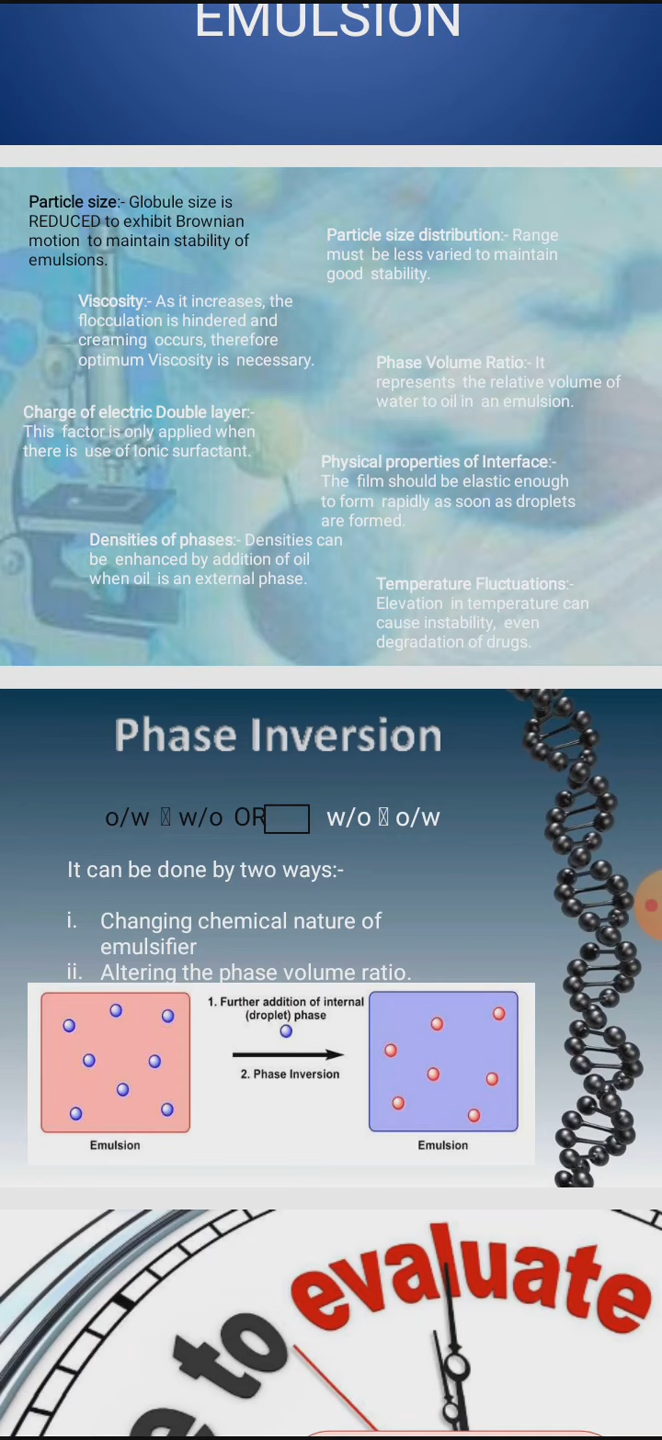 EMULSION
Particle size:- Globule size is
REDUCED to exhibit Brownian
motion to maintain stability of
emulsions.
Particle size distribution:- Range
must be less varied to maintain
good stability.
Viscosity:- As it increases, the
flocculation is hindered and
creaming occurs, therefore
optimum Viscosity is necessary.
Phase Volume Ratio:- It
represents the relative volume of
water to oil in an emulsion.
Charge of electric Double layer:-
This factor is only applied when
there is use of Ionic surfactant.
Physical properties of Interface:-
The film should be elastic enough
to form rapidly as soon as droplets
are formed.
Densities of phases:- Densities can
be enhanced by addition of oil
when oil is an external phase.
Temperature Fluctuations:-
Elevation in temperature can
cause instability, even
degradation of drugs.
Phase Inversion
o/w w/o OR w/o o/w
It can be done by two ways:-
i. Changing chemical nature of
emulsifier
ii. Altering the phase volume ratio.
1. Further addition of internal
(droplet) phase
2. Phase Inversion
Emulsion
Emulsion
to evaluate